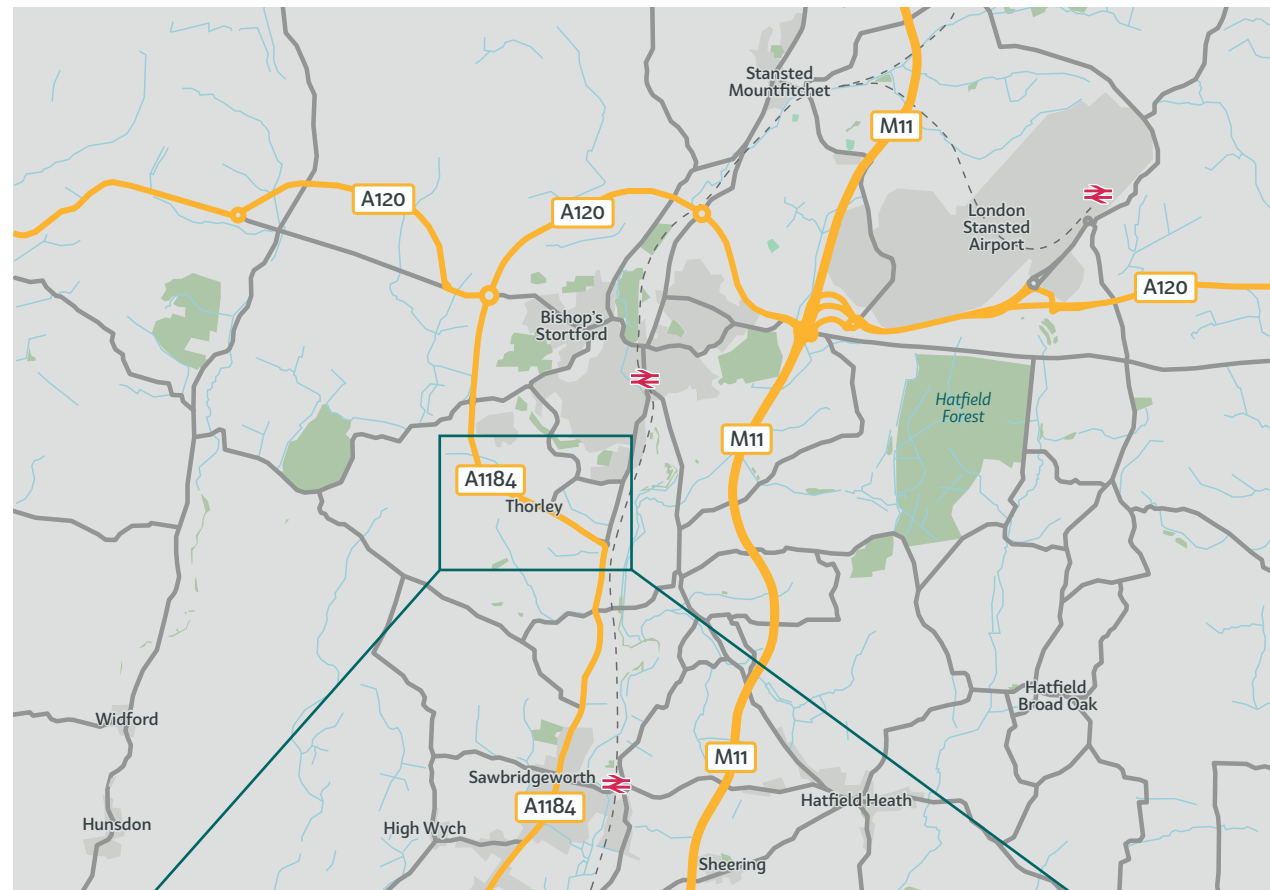 Stansted
Mountfitchet
M11
A120
A120
London
Stansted
Airport
A120
Bishop's
Stortford
Hatfield
Forest
M11
A1184
Thorley
Hatfield
Broad Oak
Widford
M11
Sawbridgeworth
A1184
Hatfield Heath
Hunsdon
High Wych
Sheering